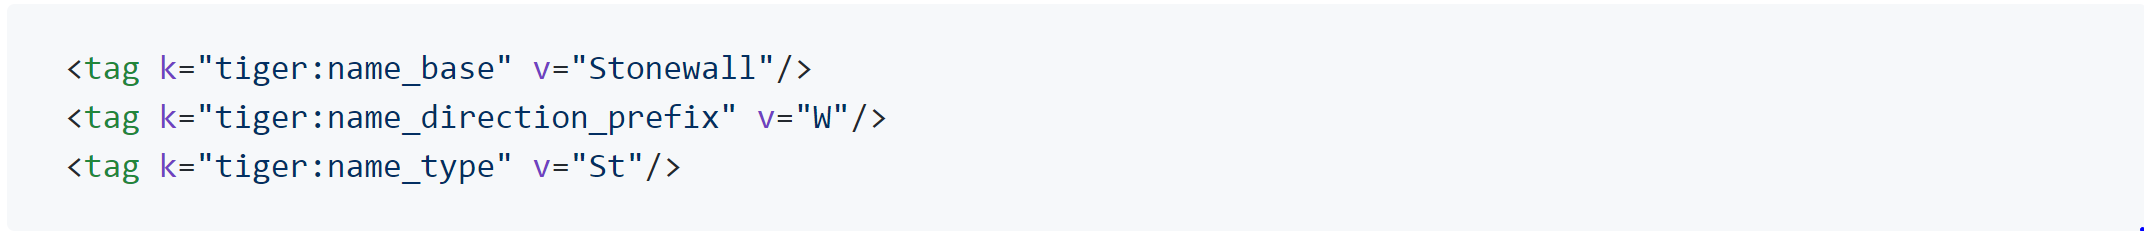 <tag k="tiger:name_base" v="Stonewall"/>
<tag k="tiger:name_direction_prefix" v="W"/>
<tag k="tiger:name_type" v="St"/>